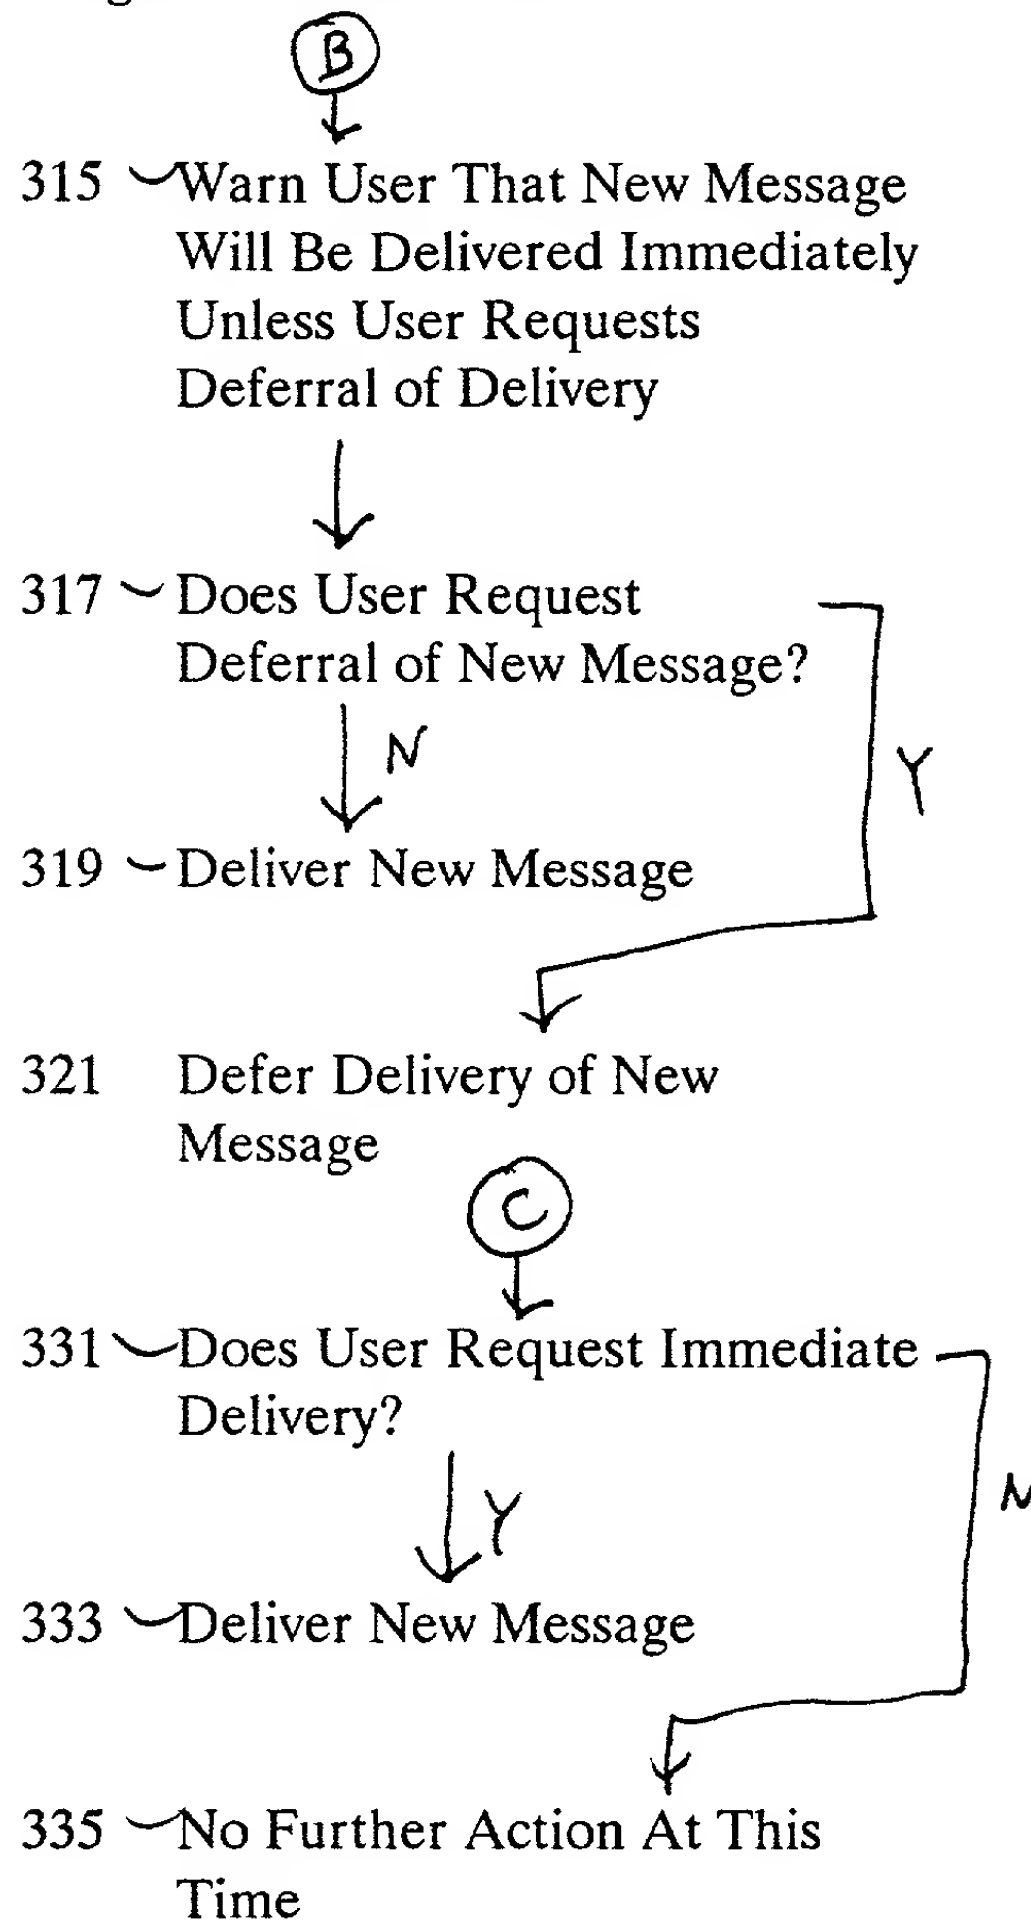 B
315 Warn User That New Message
Will Be Delivered Immediately
Unless User Requests
Deferral of Delivery
317 Does User Request
Deferral of New Message?
N
Y
319 Deliver New Message
321 Defer Delivery of New
Message
C
331 Does User Request Immediate
Delivery?
Y
N
333 Deliver New Message
335 No Further Action At This
Time